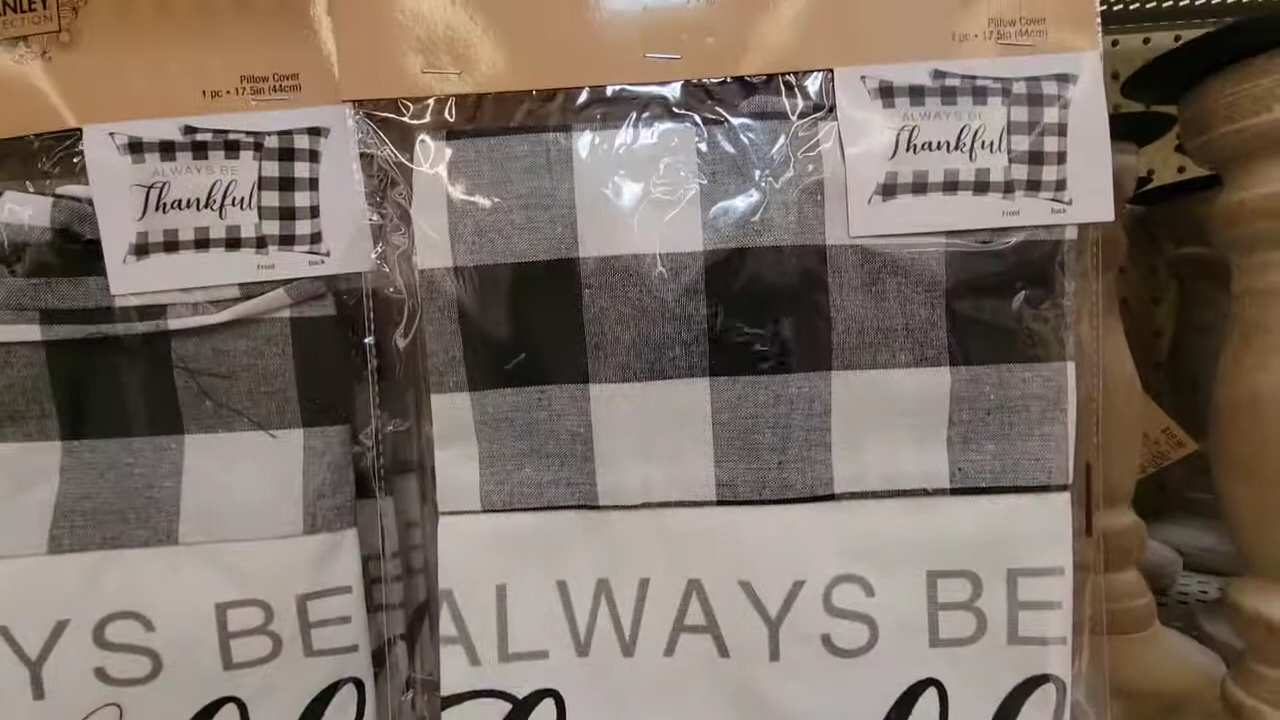 Pillow Cover
1 pc • 17.5in (44cm)
ALWAYS BE
Thankful
Front Back
Pillow Cover
1 pc • 17.5in (44cm)
ALWAYS BE
Thankful
Front Back
YS BE
ALWAYS BE